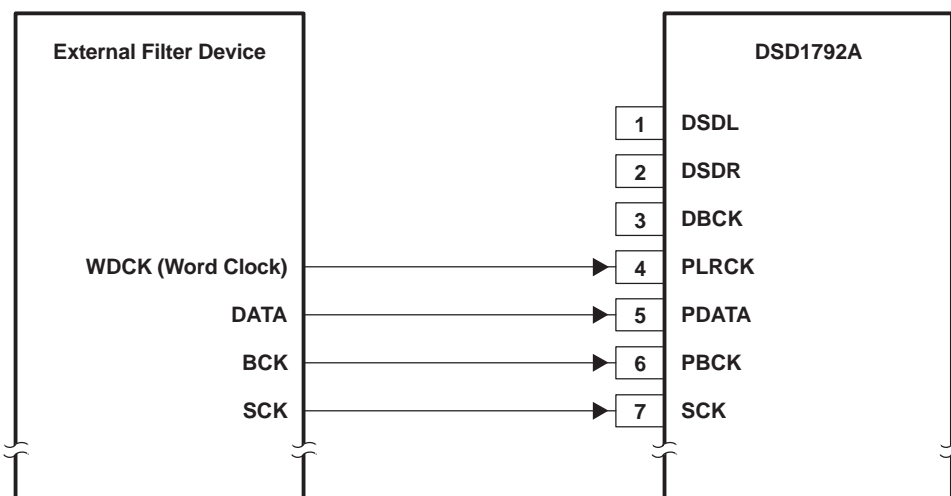 External Filter Device
DSD1792A
1 DSDL
2 DSDR
3 DBCK
WDCK (Word Clock) 4 PLRCK
DATA 5 PDATA
BCK 6 PBCK
SCK 7 SCK